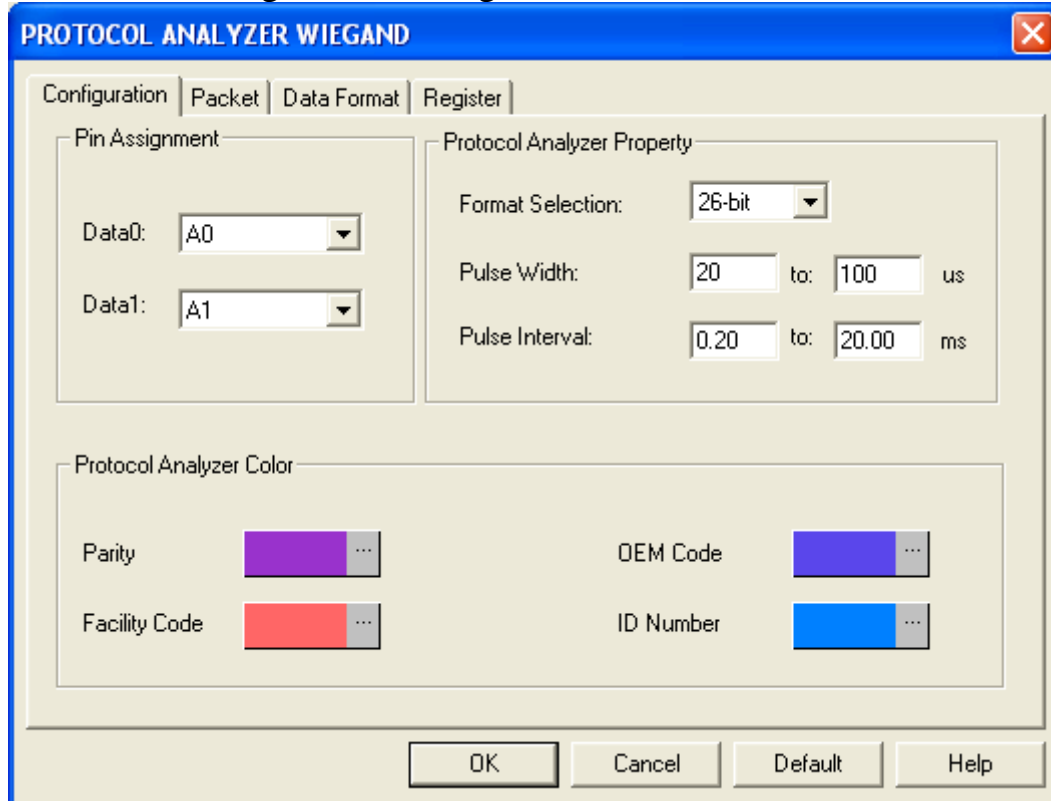 PROTOCOL ANALYZER WIEGAND
Configuration Packet Data Format Register
Pin Assignment
Data0: A0
Data1: A1
Protocol Analyzer Property
Format Selection: 26-bit
Pulse Width: 20 to: 100 us
Pulse Interval: 0.20 to: 20.00 ms
Protocol Analyzer Color
Parity ... OEM Code ...
Facility Code ... ID Number ...
OK Cancel Default Help